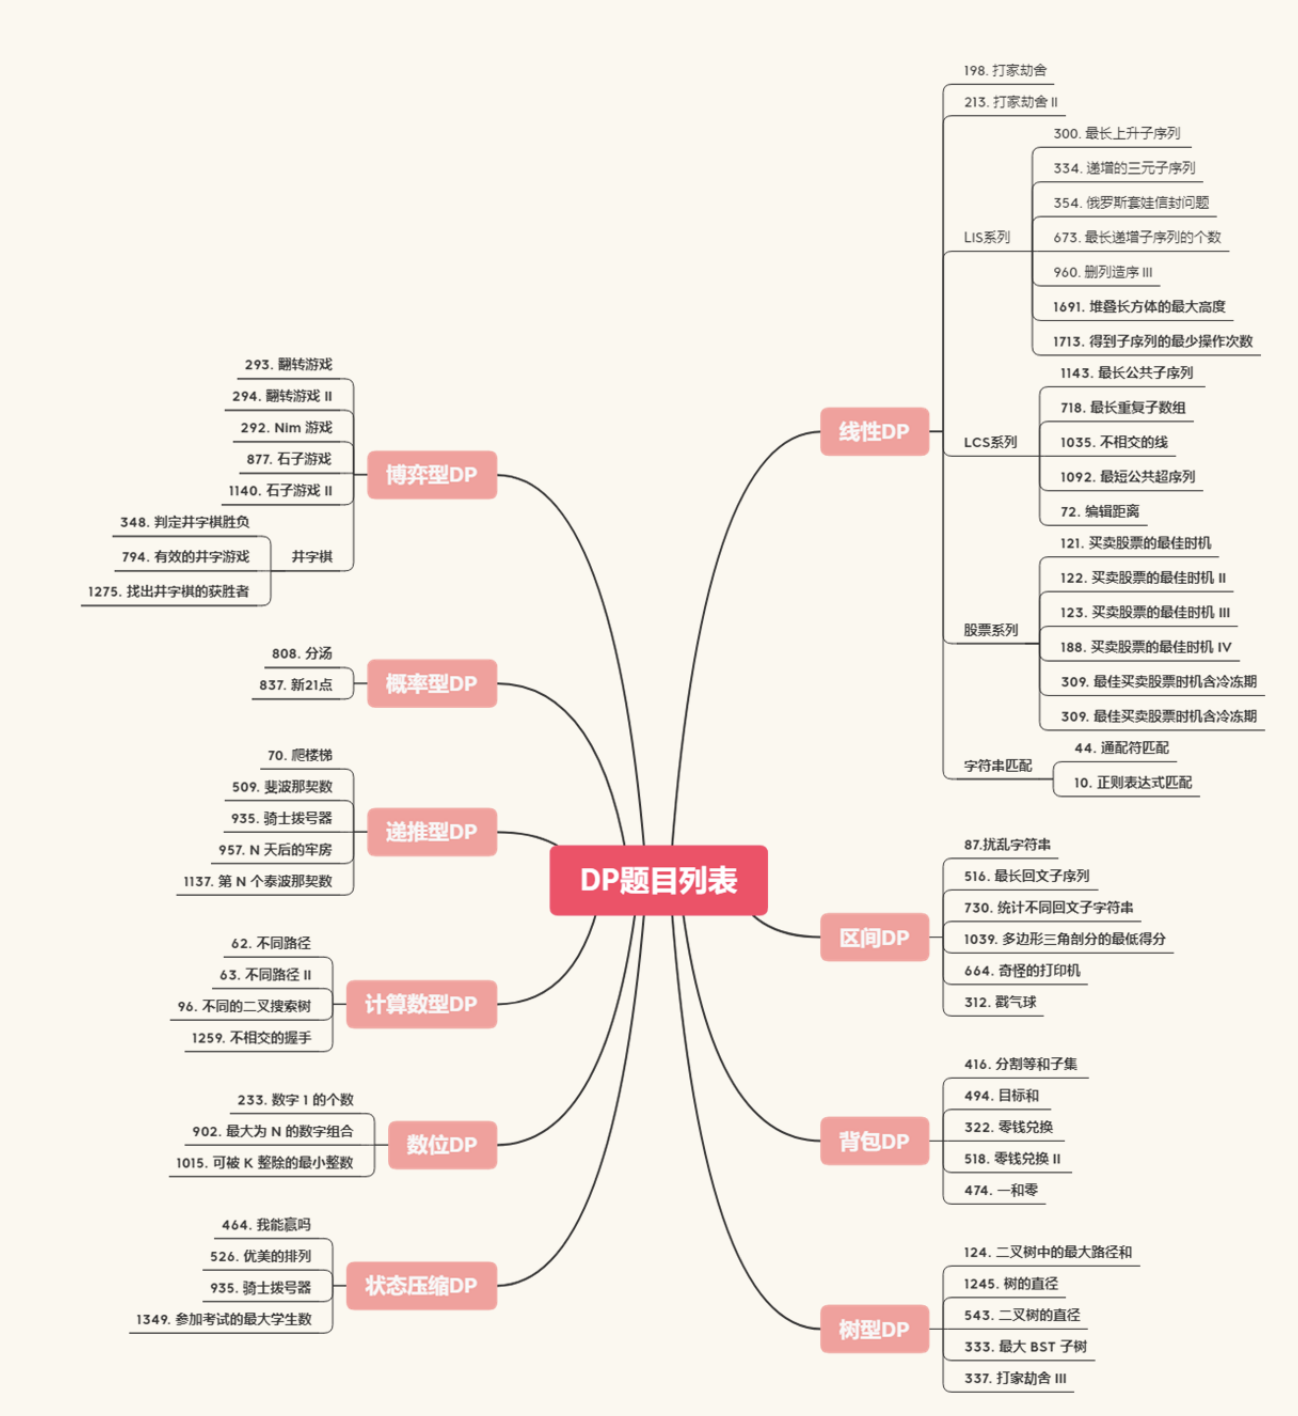 DP题目列表
线性DP
198. 打家劫舍
213. 打家劫舍 II
LIS系列
300. 最长上升子序列
334. 递增的三元子序列
354. 俄罗斯套娃信封问题
673. 最长递增子序列的个数
960. 删列造序 III
1691. 堆叠长方体的最大高度
1713. 得到子序列的最少操作次数
LCS系列
1143. 最长公共子序列
718. 最长重复子数组
1035. 不相交的线
1092. 最短公共超序列
72. 编辑距离
股票系列
121. 买卖股票的最佳时机
122. 买卖股票的最佳时机 II
123. 买卖股票的最佳时机 III
188. 买卖股票的最佳时机 IV
309. 最佳买卖股票时机含冷冻期
309. 最佳买卖股票时机含冷冻期
字符串匹配
44. 通配符匹配
10. 正则表达式匹配
区间DP
87.扰乱字符串
516. 最长回文子序列
730. 统计不同回文子字符串
1039. 多边形三角剖分的最低得分
664. 奇怪的打印机
312. 戳气球
背包DP
416. 分割等和子集
494. 目标和
322. 零钱兑换
518. 零钱兑换 II
474. 一和零
树型DP
124. 二叉树中的最大路径和
1245. 树的直径
543. 二叉树的直径
333. 最大 BST 子树
337. 打家劫舍 III
博弈型DP
293. 翻转游戏
294. 翻转游戏 II
292. Nim 游戏
877. 石子游戏
1140. 石子游戏 II
井字棋
348. 判定井字棋胜负
794. 有效的井字游戏
1275. 找出井字棋的获胜者
概率型DP
808. 分汤
837. 新21点
递推型DP
70. 爬楼梯
509. 斐波那契数
935. 骑士拨号器
957. N 天后的牢房
1137. 第 N 个泰波那契数
计算数型DP
62. 不同路径
63. 不同路径 II
96. 不同的二叉搜索树
1259. 不相交的握手
数位DP
233. 数字 1 的个数
902. 最大为 N 的数字组合
1015. 可被 K 整除的最小整数
状态压缩DP
464. 我能赢吗
526. 优美的排列
935. 骑士拨号器
1349. 参加考试的最大学生数